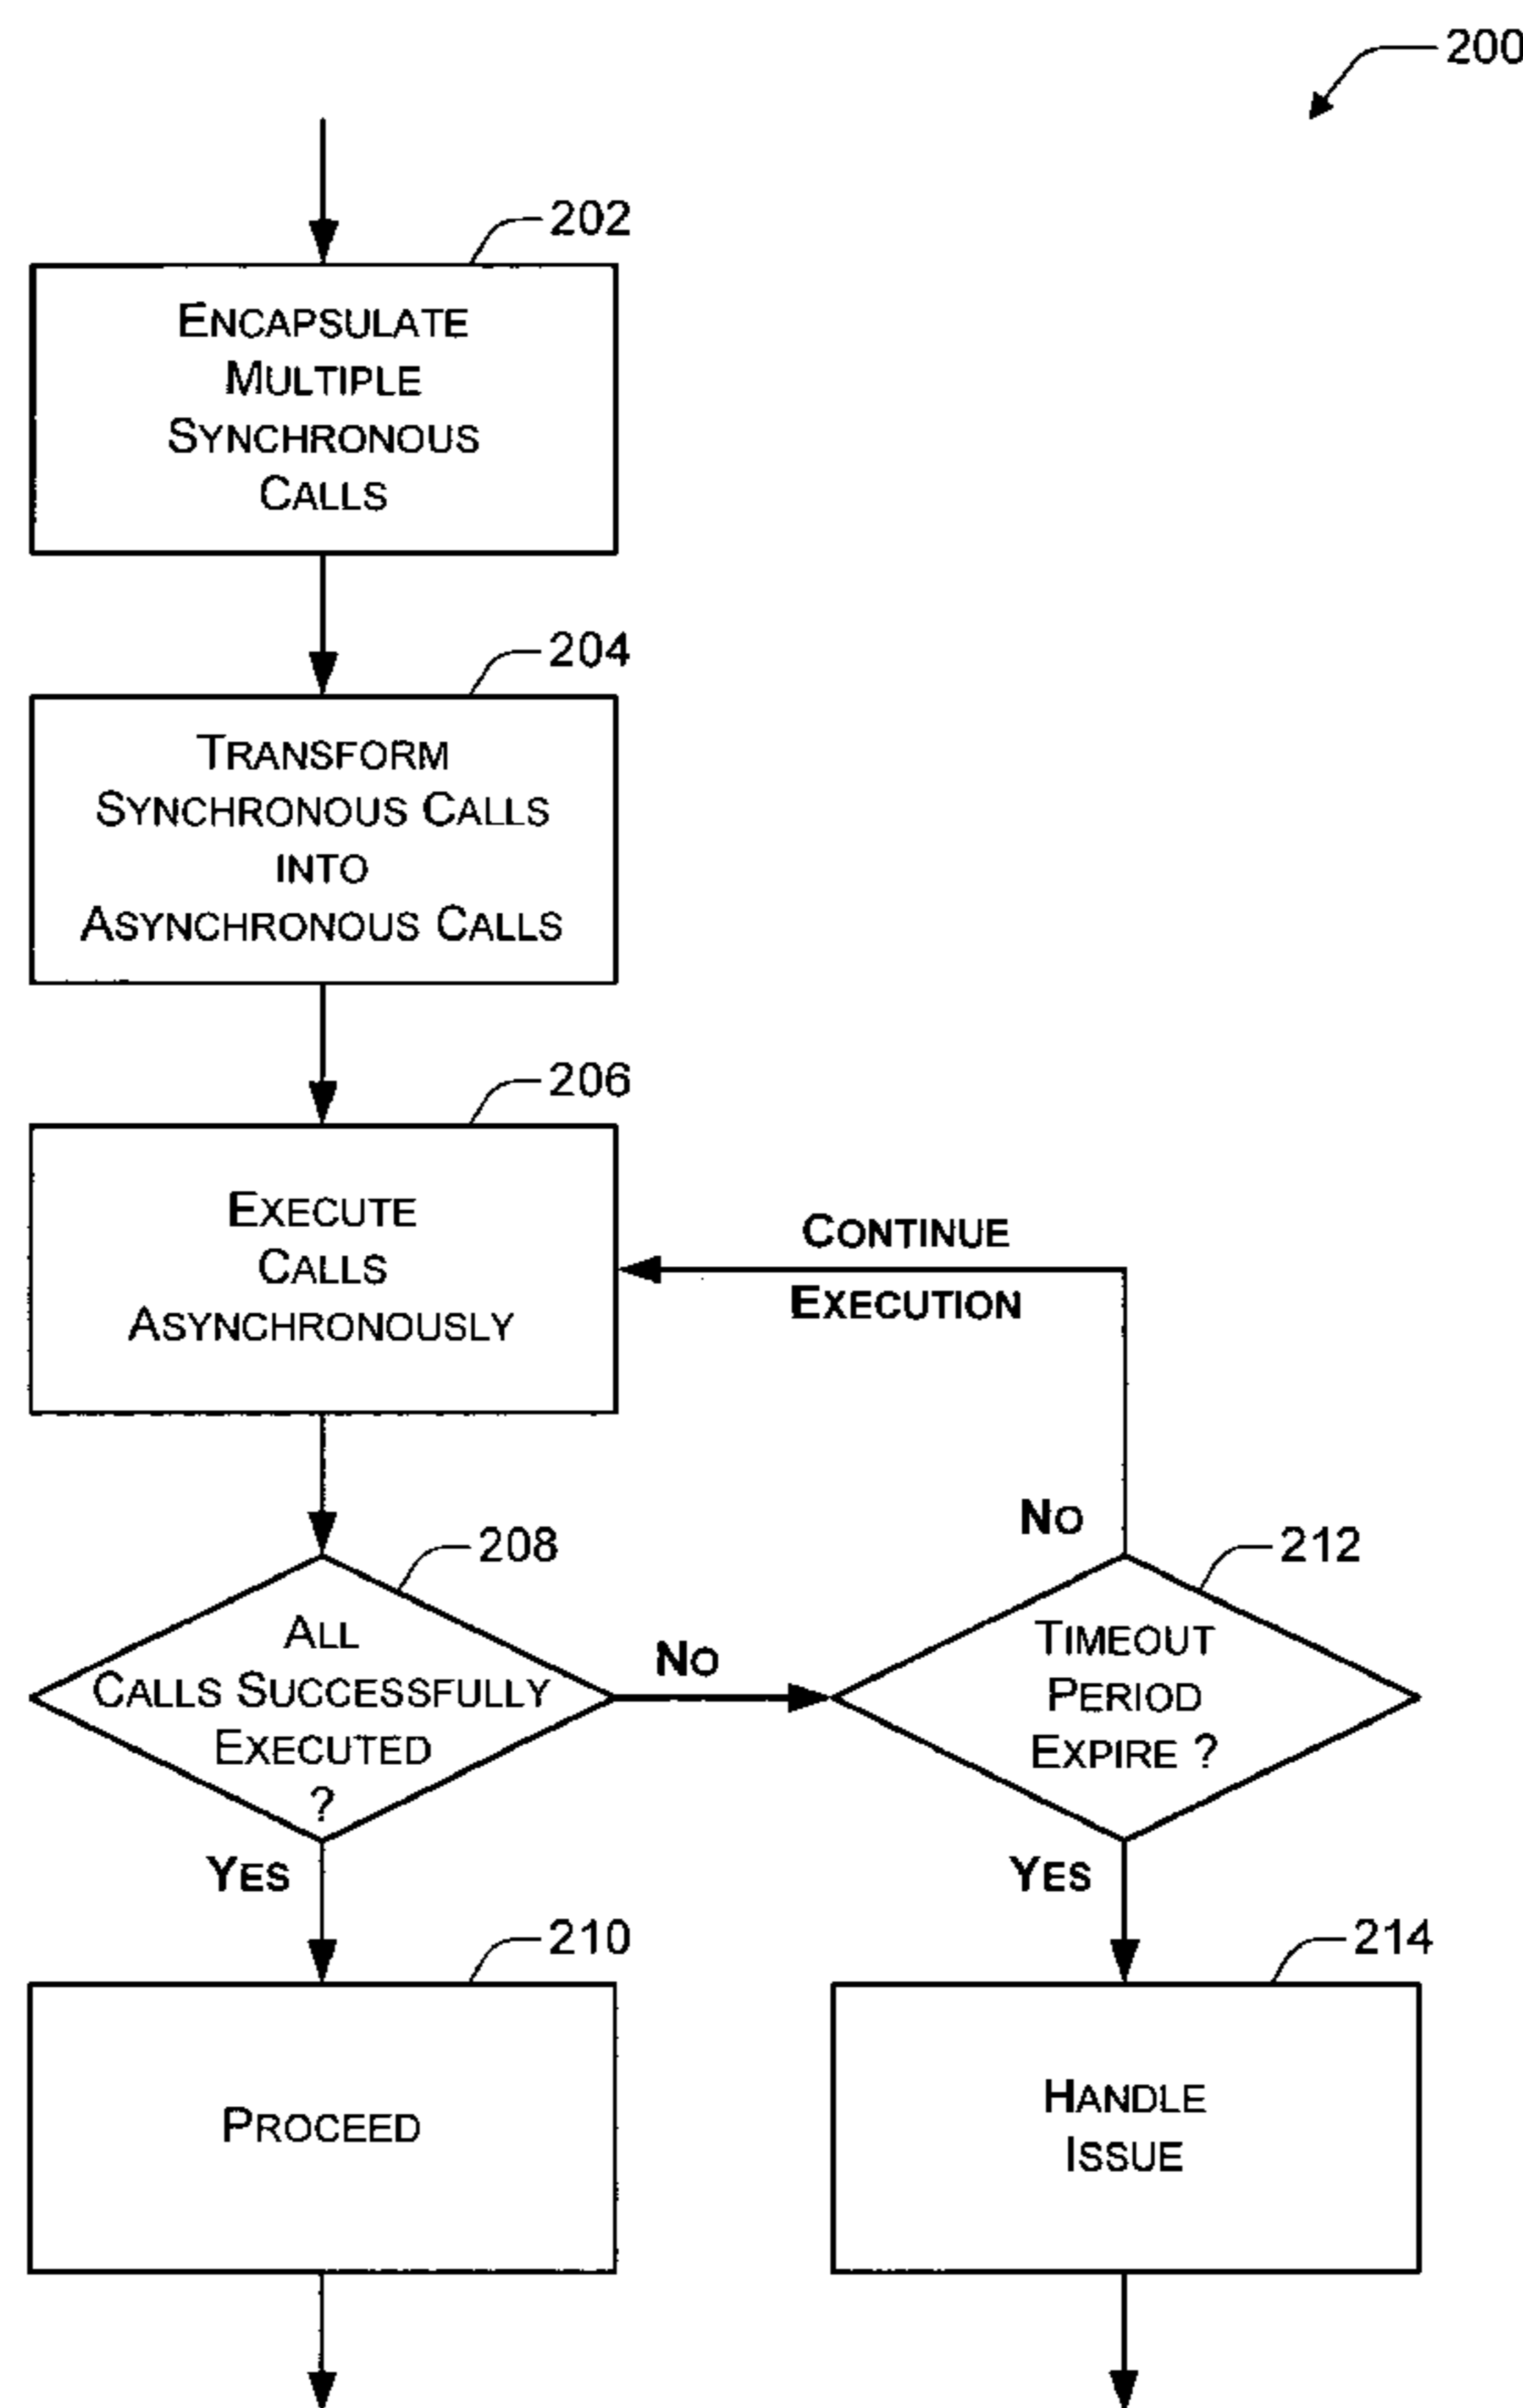 200
202
ENCAPSULATE
MULTIPLE
SYNCHRONOUS
CALLS
204
TRANSFORM
SYNCHRONOUS CALLS
INTO
ASYNCHRONOUS CALLS
206
EXECUTE
CALLS
ASYNCHRONOUSLY
CONTINUE
EXECUTION
208
ALL
CALLS SUCCESSFULLY
EXECUTED
?
NO
NO
212
TIMEOUT
PERIOD
EXPIRE ?
YES
YES
210
PROCEED
214
HANDLE
ISSUE